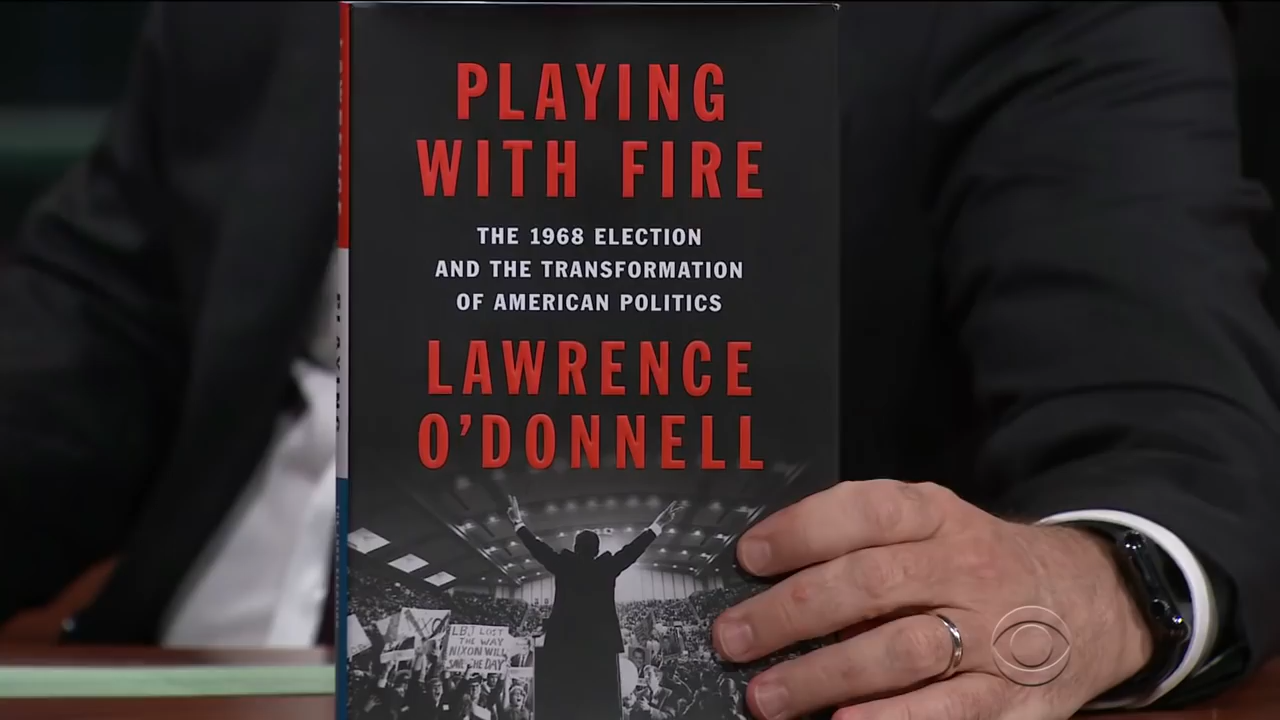 PLAYING
WITH FIRE
THE 1968 ELECTION
AND THE TRANSFORMATION
OF AMERICAN POLITICS
LAWRENCE
O'DONNELL
LBJ LOST
THE WAY
NIXON WILL
SAVE THE DAY